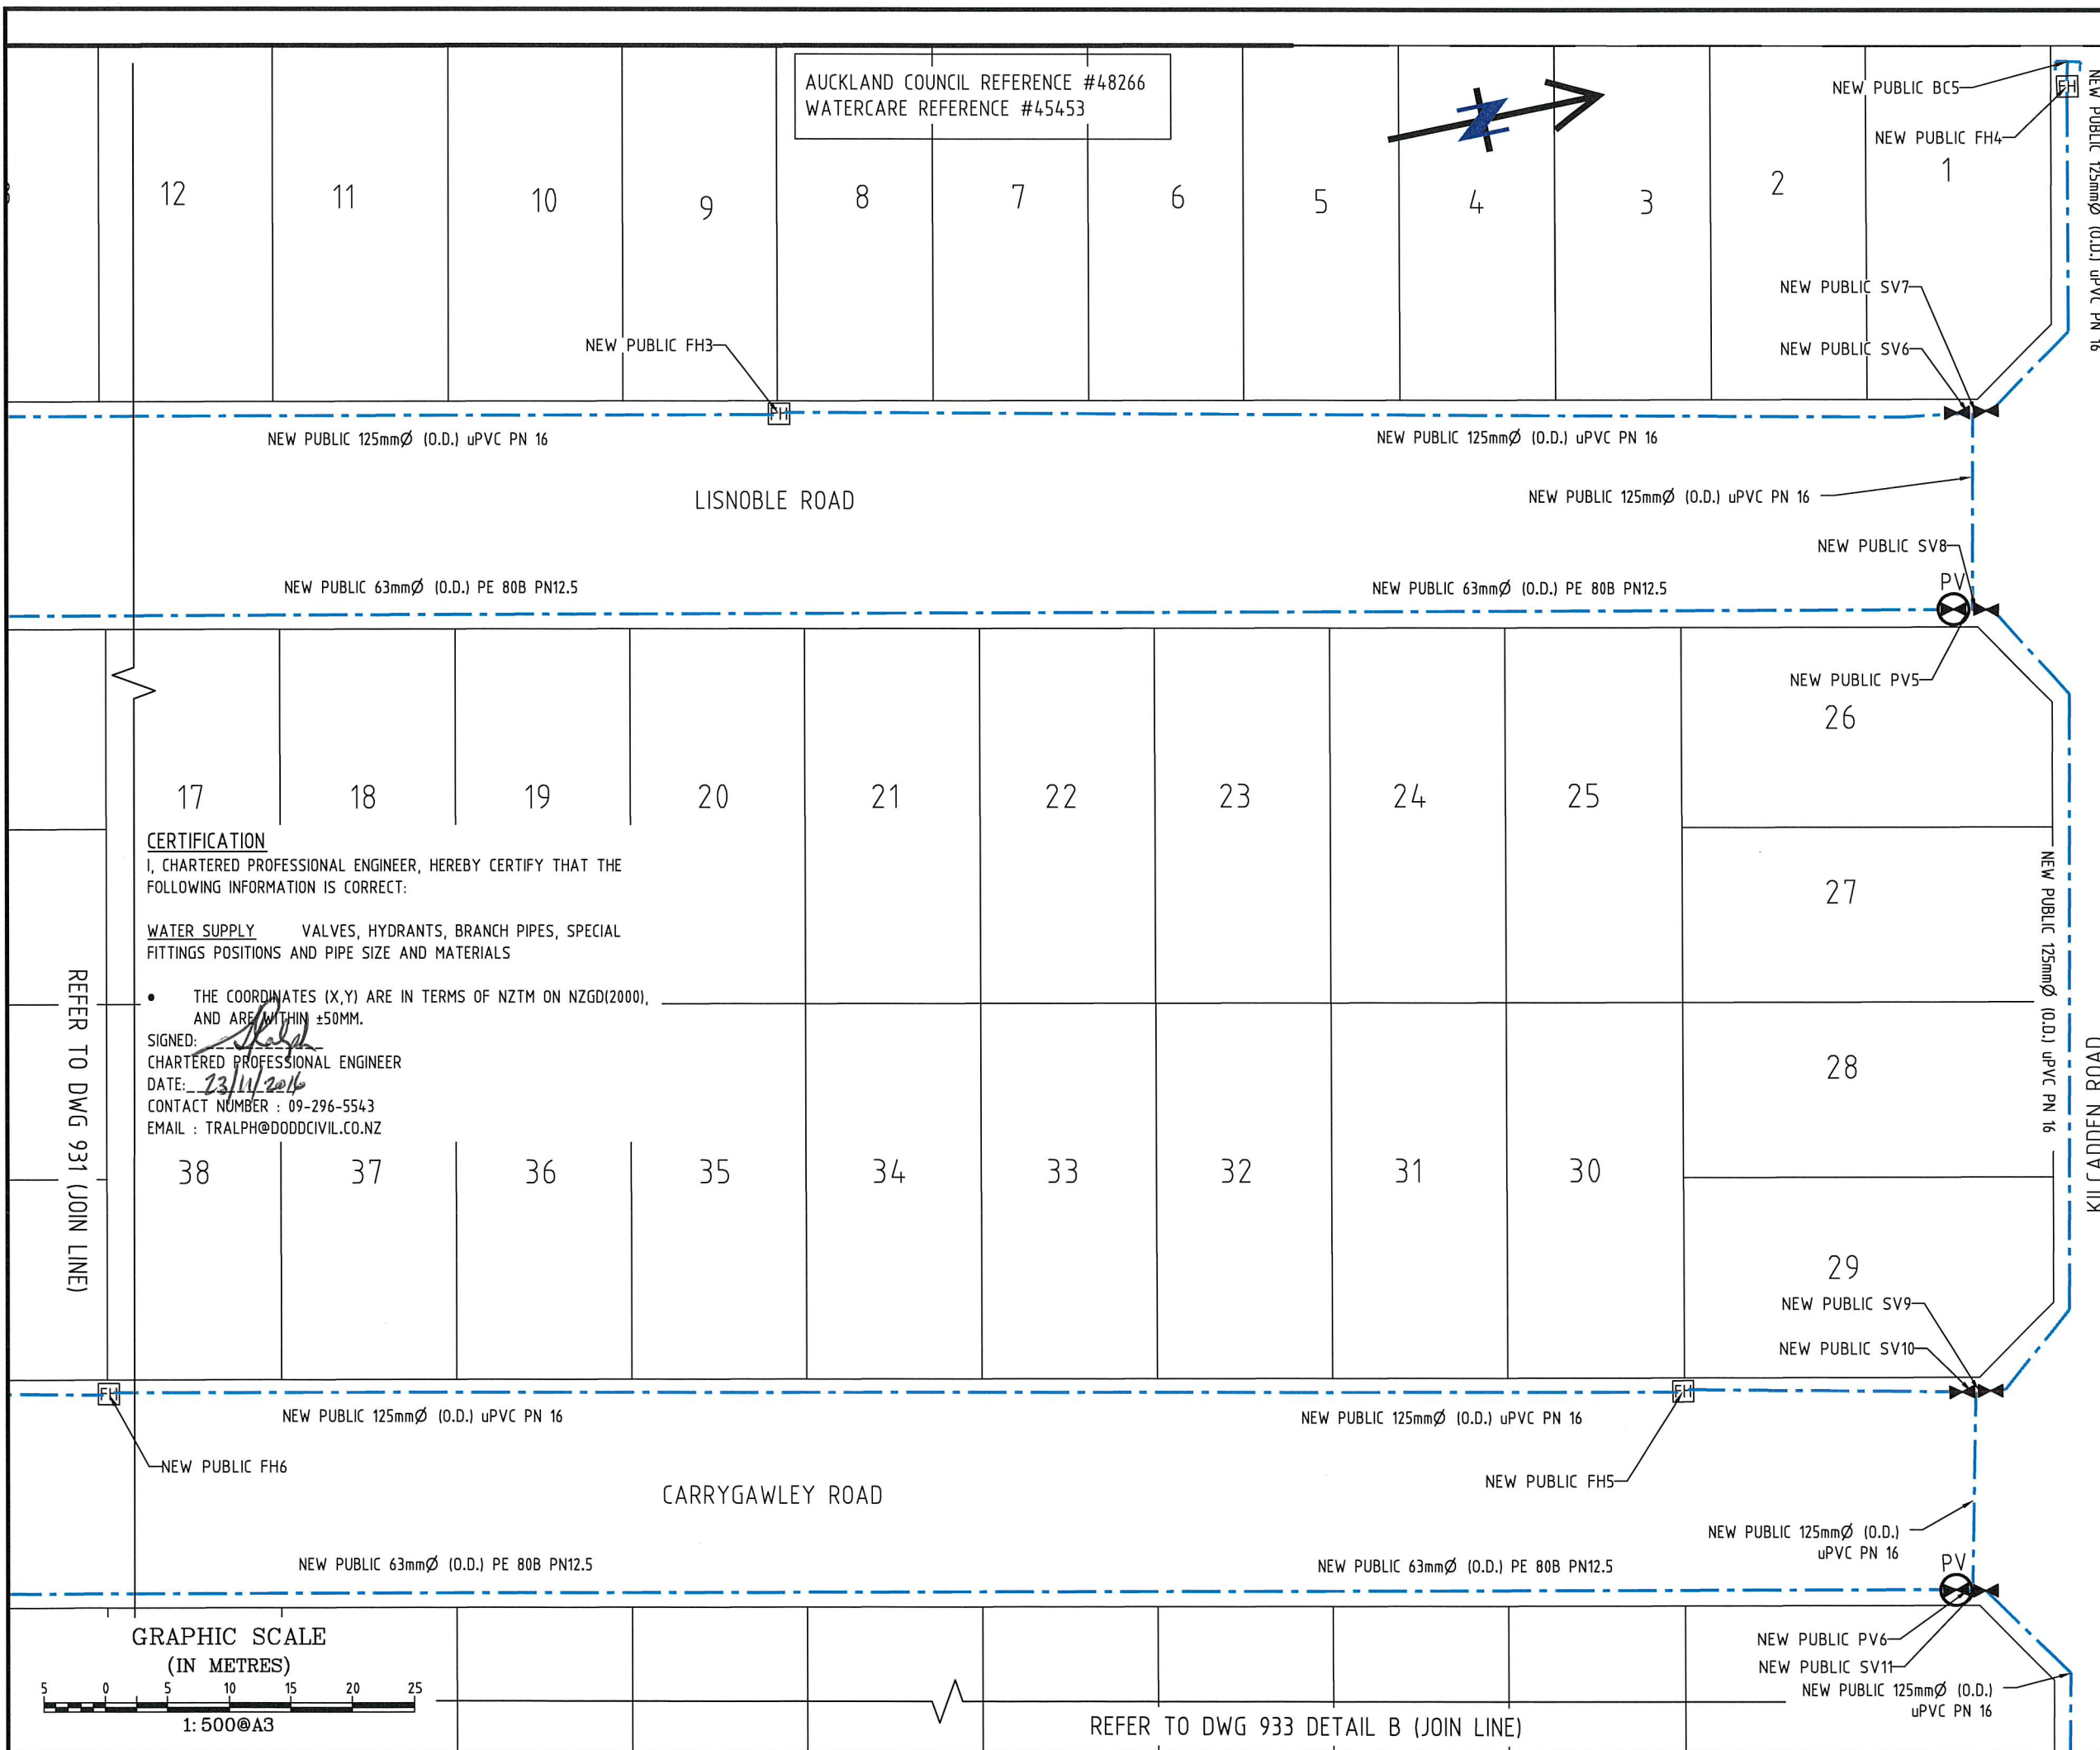 AUCKLAND COUNCIL REFERENCE #48266
WATERCARE REFERENCE #45453
NEW PUBLIC BC5
FH
NEW PUBLIC FH4
NEW PUBLIC 125mmØ (O.D.) uPVC PN 16
12
11
10
9
8
7
6
5
4
3
2
1
NEW PUBLIC SV7
NEW PUBLIC SV6
NEW PUBLIC FH3
FH
NEW PUBLIC 125mmØ (O.D.) uPVC PN 16
NEW PUBLIC 125mmØ (O.D.) uPVC PN 16
LISNOBLE ROAD
NEW PUBLIC 125mmØ (O.D.) uPVC PN 16
NEW PUBLIC SV8
PV
NEW PUBLIC 63mmØ (O.D.) PE 80B PN12.5
NEW PUBLIC 63mmØ (O.D.) PE 80B PN12.5
NEW PUBLIC PV5
26
17
18
19
20
21
22
23
24
25
27
28
29
CERTIFICATION
I, CHARTERED PROFESSIONAL ENGINEER, HEREBY CERTIFY THAT THE
FOLLOWING INFORMATION IS CORRECT:
WATER SUPPLY VALVES, HYDRANTS, BRANCH PIPES, SPECIAL
FITTINGS POSITIONS AND PIPE SIZE AND MATERIALS
• THE COORDINATES (X,Y) ARE IN TERMS OF NZTM ON NZGD(2000),
AND ARE WITHIN ±50MM.
SIGNED: TRalph
CHARTERED PROFESSIONAL ENGINEER
DATE: 23/11/2016
CONTACT NUMBER : 09-296-5543
EMAIL : TRALPH@DODDCIVIL.CO.NZ
REFER TO DWG 931 (JOIN LINE)
NEW PUBLIC 125mmØ (O.D.) uPVC PN 16
KILCADDEN ROAD
38
37
36
35
34
33
32
31
30
NEW PUBLIC SV9
NEW PUBLIC SV10
FH
FH
NEW PUBLIC 125mmØ (O.D.) uPVC PN 16
NEW PUBLIC 125mmØ (O.D.) uPVC PN 16
NEW PUBLIC FH6
NEW PUBLIC FH5
CARRYGAWLEY ROAD
NEW PUBLIC 125mmØ (O.D.)
uPVC PN 16
NEW PUBLIC 63mmØ (O.D.) PE 80B PN12.5
NEW PUBLIC 63mmØ (O.D.) PE 80B PN12.5
PV
NEW PUBLIC PV6
NEW PUBLIC SV11
NEW PUBLIC 125mmØ (O.D.)
uPVC PN 16
GRAPHIC SCALE
(IN METRES)
5 0 5 10 15 20 25
1:500@A3
REFER TO DWG 933 DETAIL B (JOIN LINE)